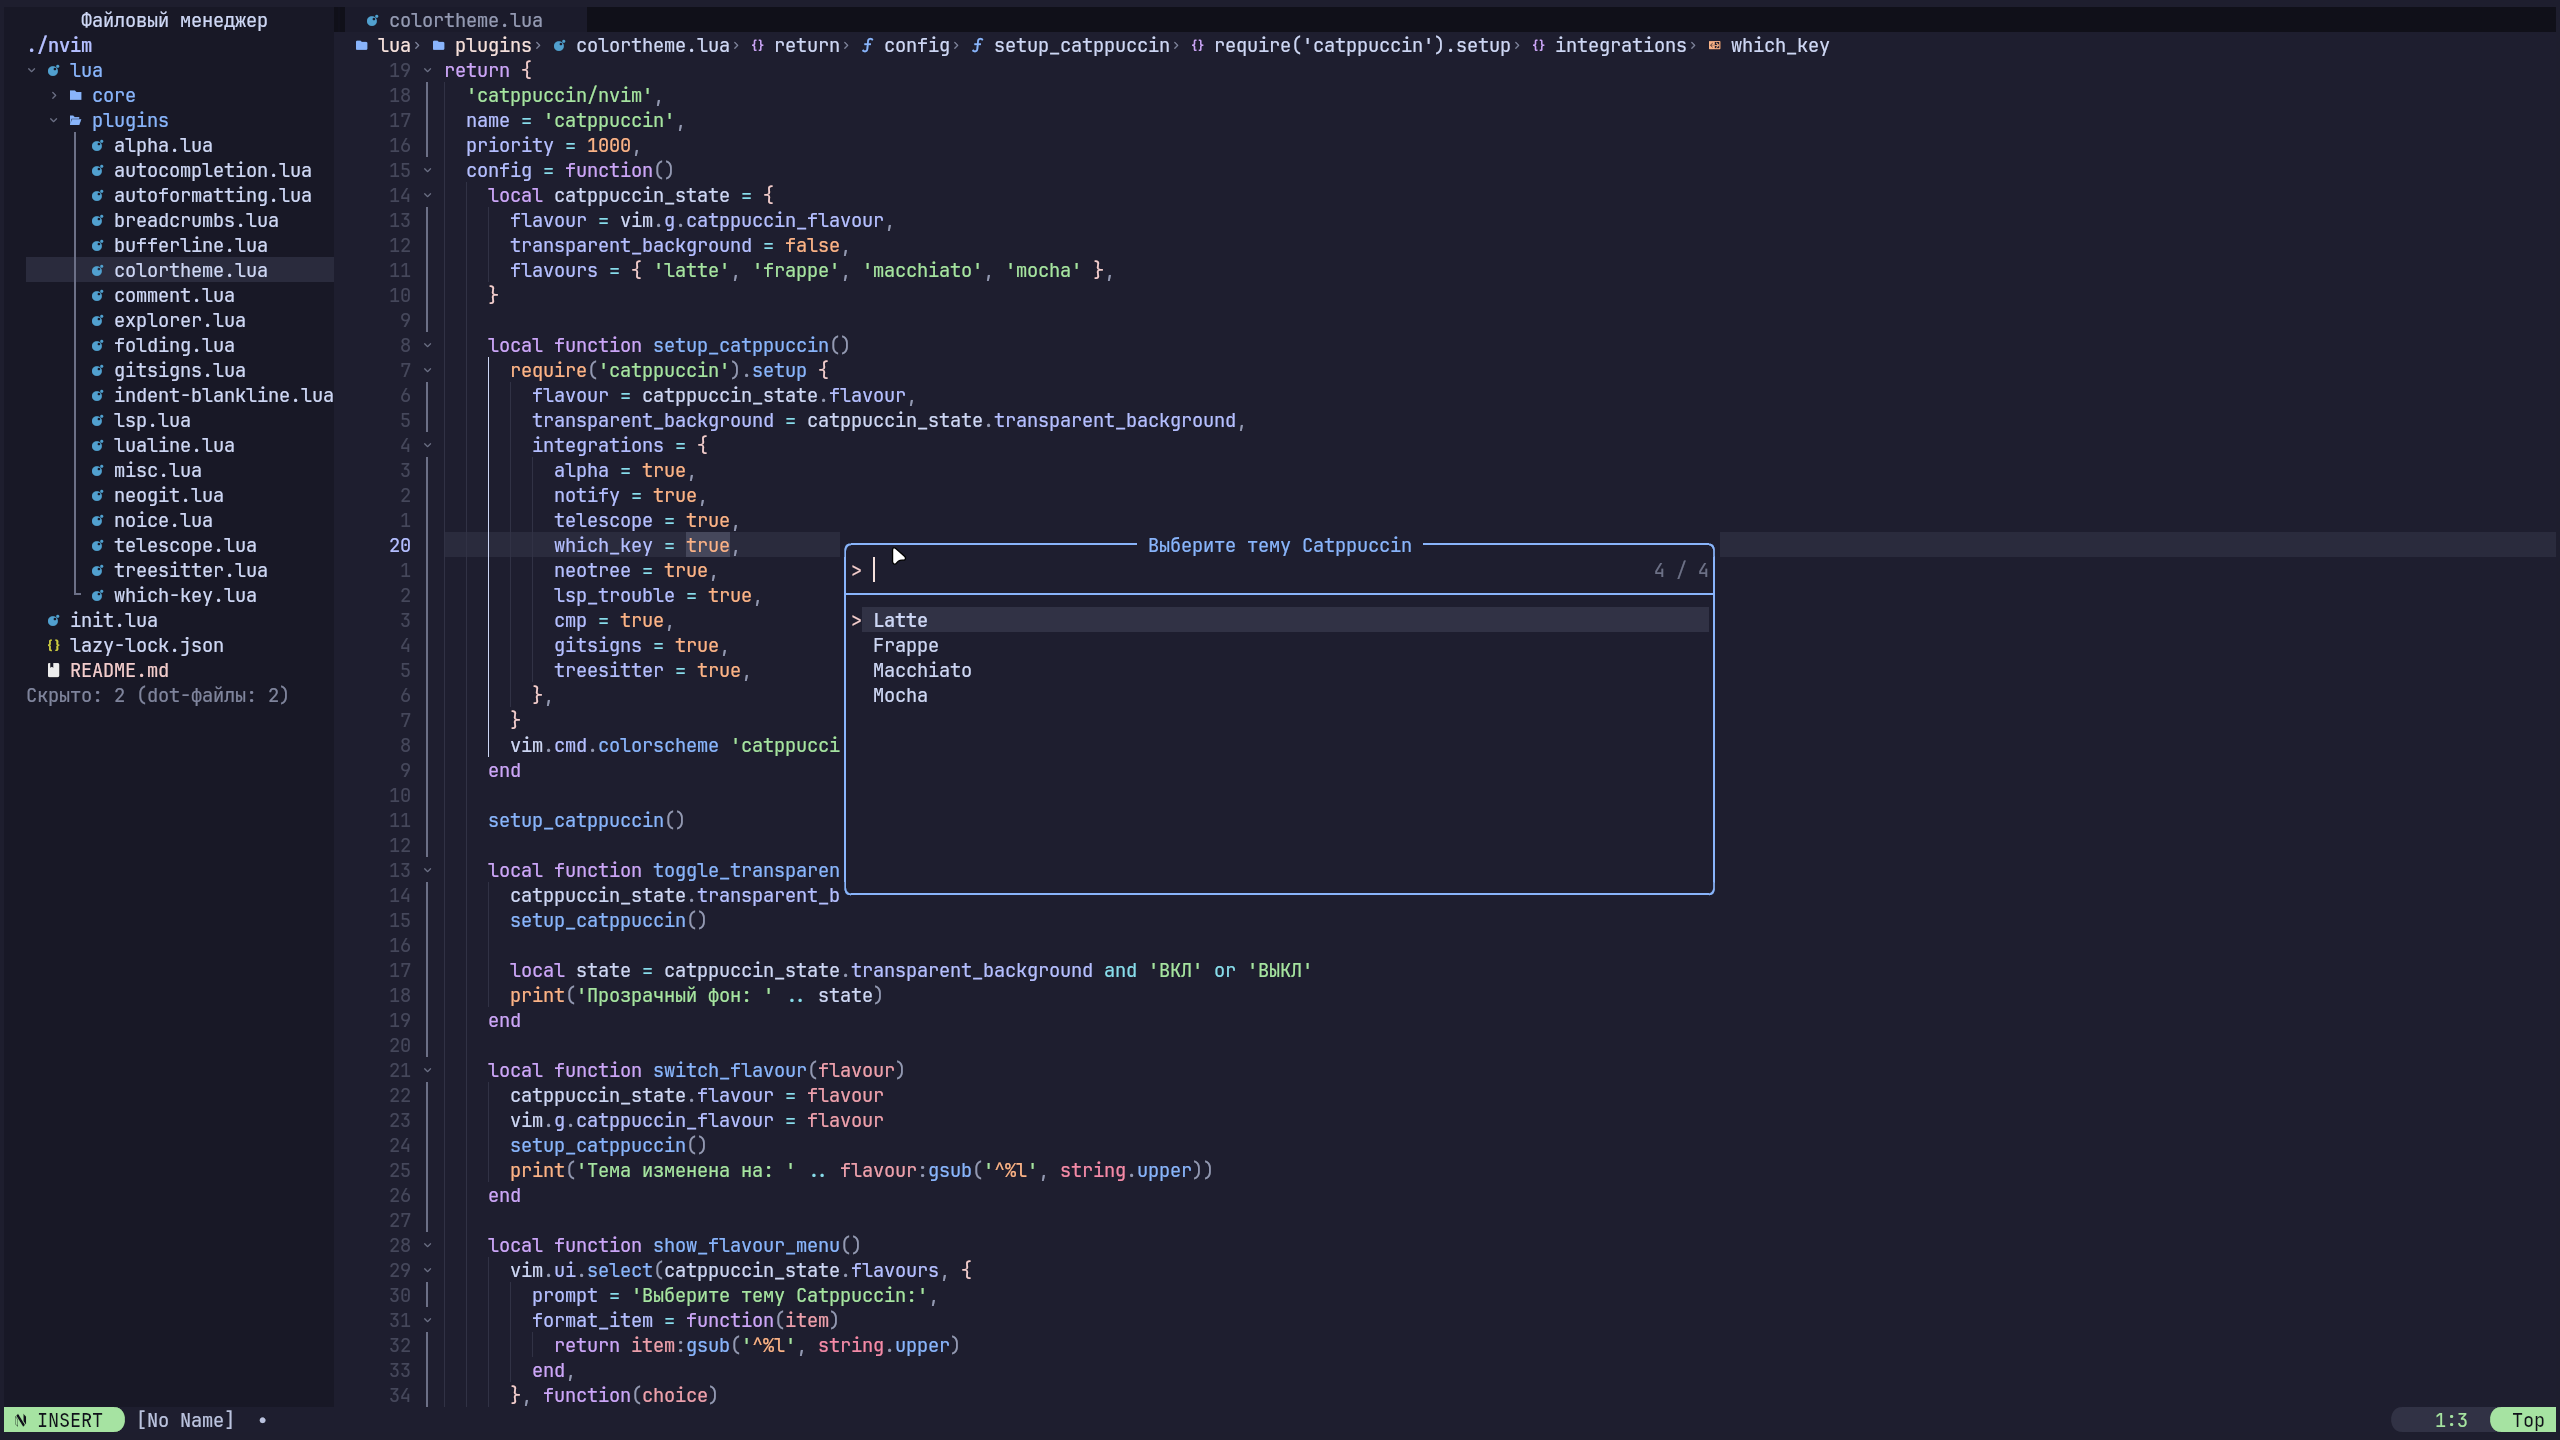 Файловый менеджер
./nvim
lua
core
plugins
alpha.lua
autocompletion.lua
autoformatting.lua
breadcrumbs.lua
bufferline.lua
colortheme.lua
comment.lua
explorer.lua
folding.lua
gitsigns.lua
indent-blankline.lua
lsp.lua
lualine.lua
misc.lua
neogit.lua
noice.lua
telescope.lua
treesitter.lua
which-key.lua
init.lua
lazy-lock.json
README.md
Скрыто: 2 (dot-файлы: 2)
colortheme.lua
lua› plugins› colortheme.lua› {} return› ƒ config› ƒ setup_catppuccin› {} require('catppuccin').setup› {} integrations› which_key
19 return {
18 'catppuccin/nvim',
17 name = 'catppuccin',
16 priority = 1000,
15 config = function()
14 local catppuccin_state = {
13 flavour = vim.g.catppuccin_flavour,
12 transparent_background = false,
11 flavours = { 'latte', 'frappe', 'macchiato', 'mocha' },
10 }
9
8 local function setup_catppuccin()
7 require('catppuccin').setup {
6 flavour = catppuccin_state.flavour,
5 transparent_background = catppuccin_state.transparent_background,
4 integrations = {
3 alpha = true,
2 notify = true,
1 telescope = true,
20 which_key = true,
1 neotree = true,
2 lsp_trouble = true,
3 cmp = true,
4 gitsigns = true,
5 treesitter = true,
6 },
7 }
8 vim.cmd.colorscheme 'catppucci
9 end
10
11 setup_catppuccin()
12
13 local function toggle_transparen
14 catppuccin_state.transparent_b
15 setup_catppuccin()
16
17 local state = catppuccin_state.transparent_background and 'ВКЛ' or 'ВЫКЛ'
18 print('Прозрачный фон: ' .. state)
19 end
20
21 local function switch_flavour(flavour)
22 catppuccin_state.flavour = flavour
23 vim.g.catppuccin_flavour = flavour
24 setup_catppuccin()
25 print('Тема изменена на: ' .. flavour:gsub('^%l', string.upper))
26 end
27
28 local function show_flavour_menu()
29 vim.ui.select(catppuccin_state.flavours, {
30 prompt = 'Выберите тему Catppuccin:',
31 format_item = function(item)
32 return item:gsub('^%l', string.upper)
33 end,
34 }, function(choice)
Выберите тему Catppuccin
> 4 / 4
> Latte
Frappe
Macchiato
Mocha
INSERT [No Name] • 1:3 Top